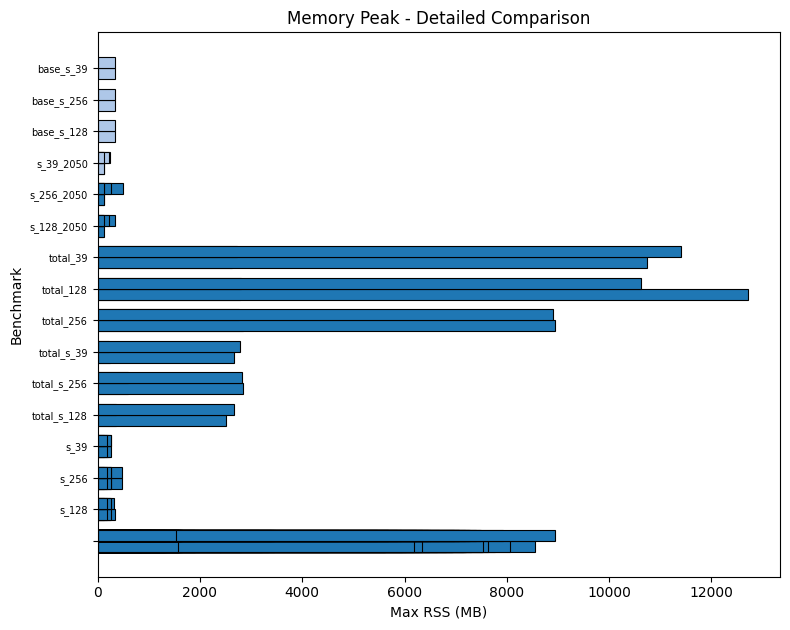 Memory Peak - Detailed Comparison
base_s_39
base_s_256
base_s_128
s_39_2050
s_256_2050
s_128_2050
total_39
total_128
total_256
total_s_39
total_s_256
total_s_128
s_39
s_256
s_128
Benchmark
0 2000 4000 6000 8000 10000 12000
Max RSS (MB)